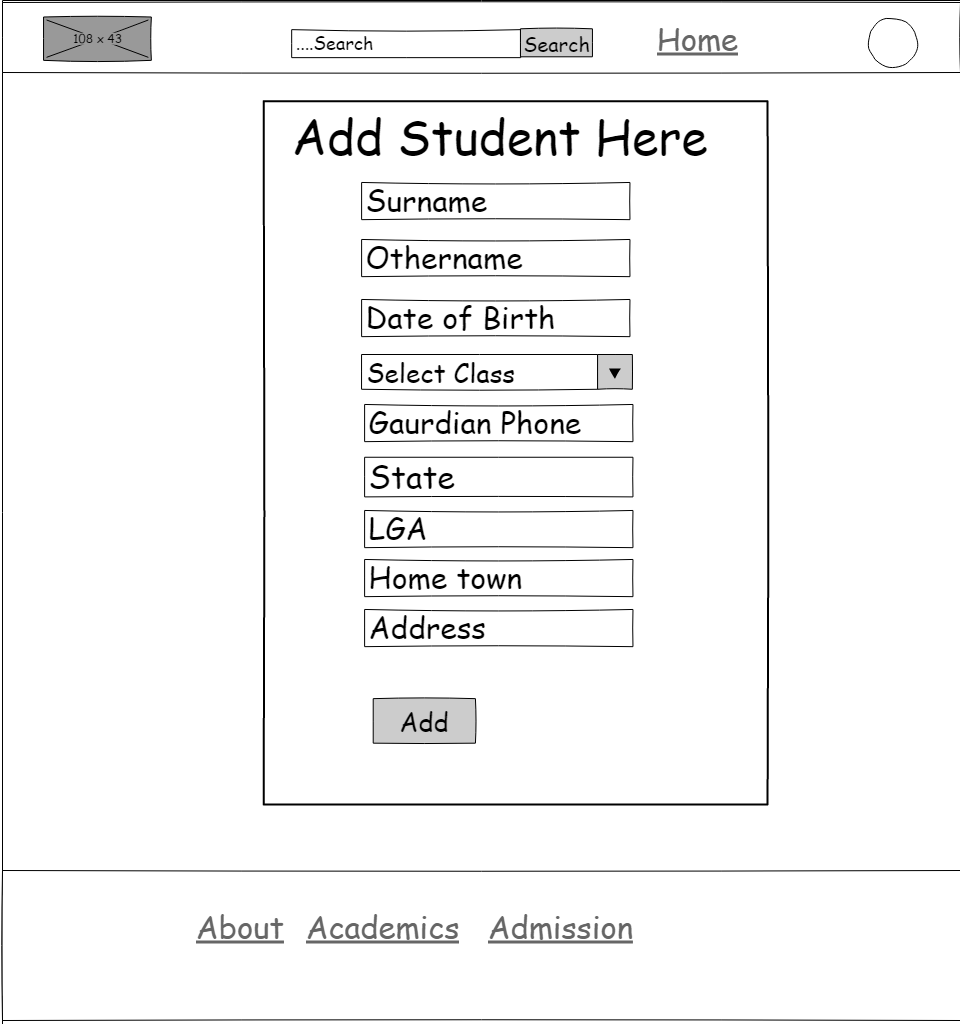 108 x 43
....Search
Search
Home
Add Student Here
Surname
Othername
Date of Birth
Select Class
Gaurdian Phone
State
LGA
Home town
Address
Add
About Academics Admission